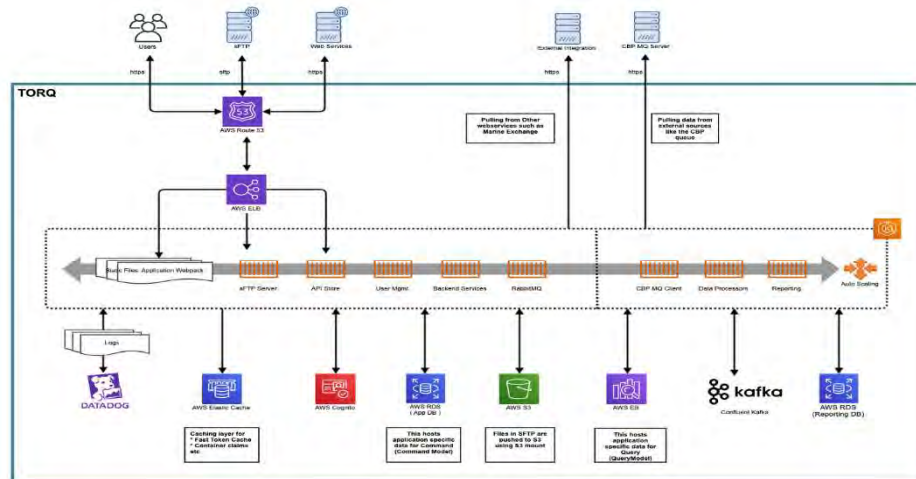 Users
sFTP
Web Services
External Integration
CBP MQ Server
https
sftp
https
https
https
TORQ
53
AWS Route 53
Pulling from Other
webservices such as
Marine Exchange
Pulling data from
external sources
like the CBP
queue
AWS ELB
Static Files: Application Webpack
sFTP Server
API Store
User Mgmt.
Backend Services
RabbitMQ
CBP MQ Client
Data Processors
Reporting
Auto Scaling
Logs
DATADOG
AWS Elastic Cache
AWS Cognito
AWS RDS
( App DB )
AWS S3
AWS ES
kafka
Confluent Kafka
AWS RDS
(Reporting DB)
Caching layer for
* Fast Token Cache
* Container claims
etc
This hosts
application specific
data for Command
(Command Model)
Files in SFTP are
pushed to S3
using S3 mount
This hosts
application
specific data for
Query
(QueryModel)